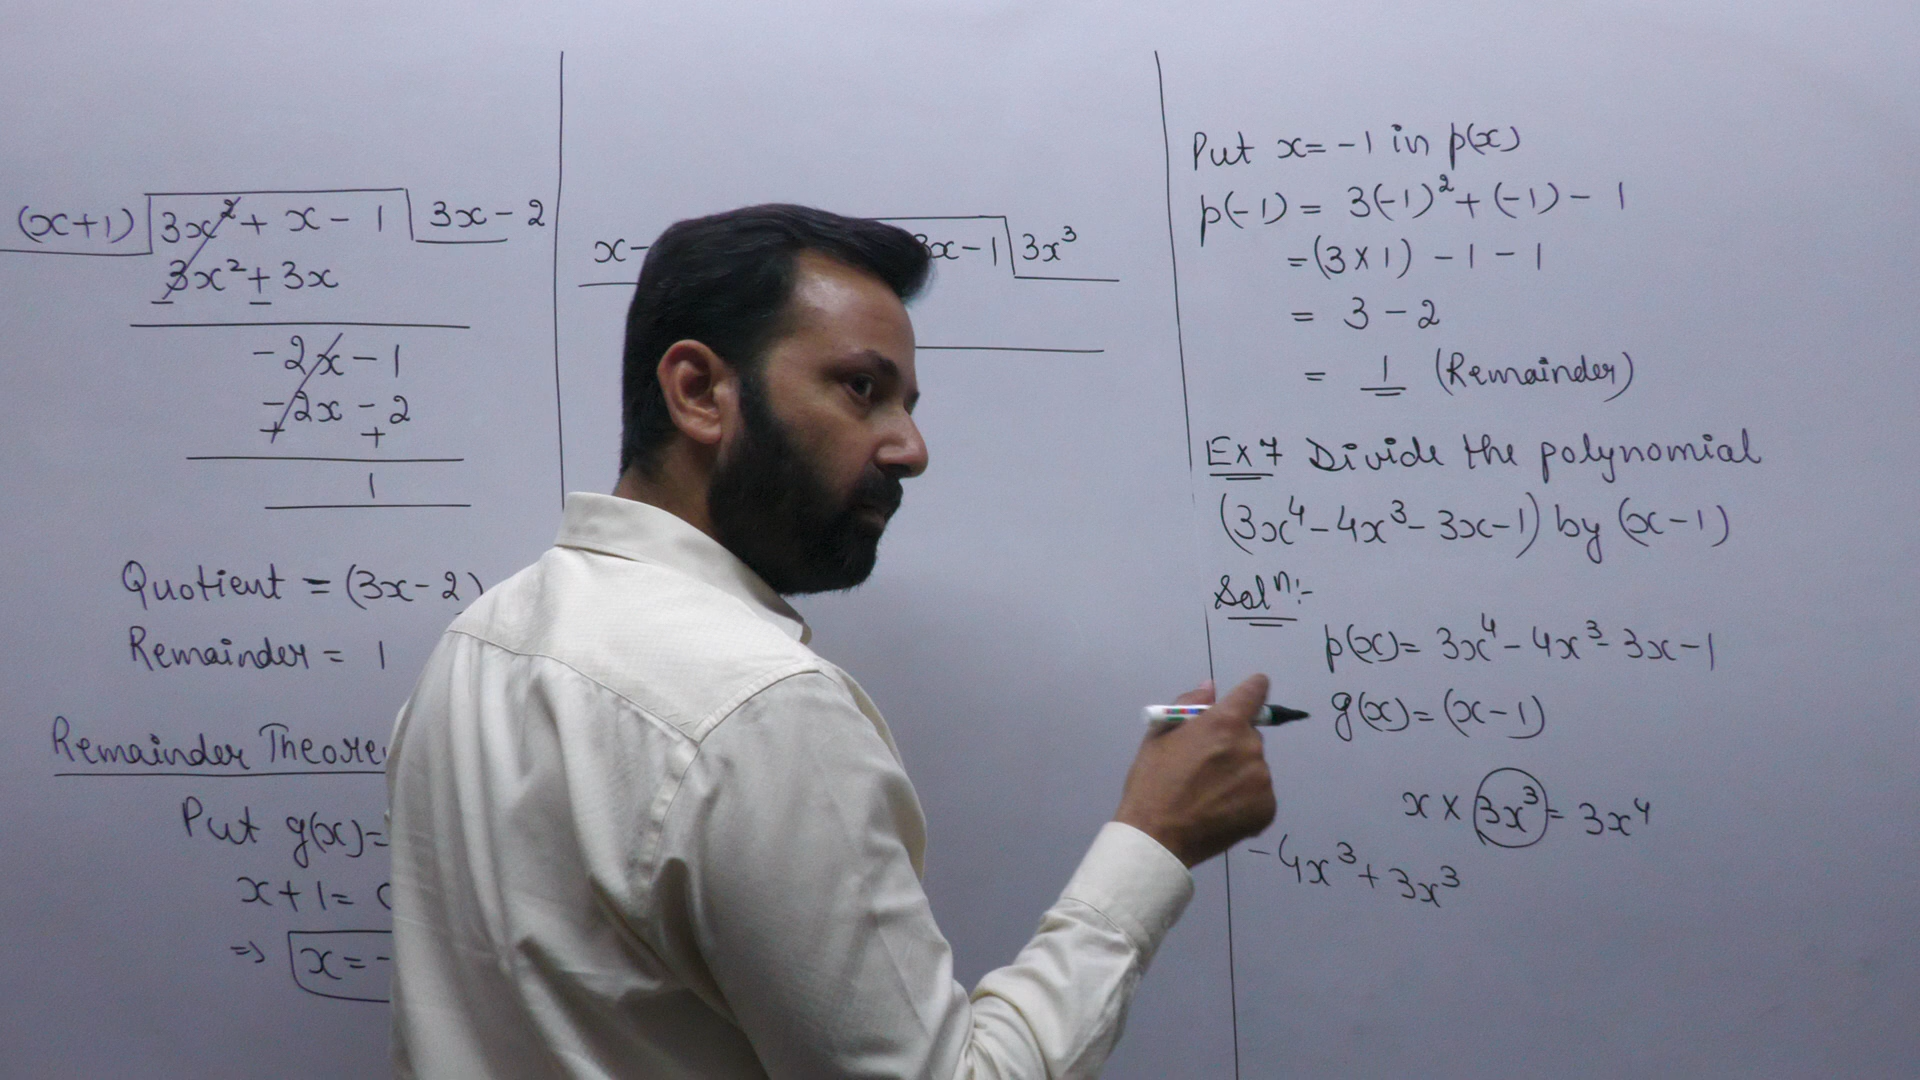 (x+1) 3x² + x - 1 3x - 2
3x² + 3x
- +
-2x - 1
-2x - 2
+ +
1
Quotient = (3x - 2)
Remainder = 1
Remainder
Put g(x) =
x + 1 =
⇒ x = -
x- 3x - 1 3x³
Put x = -1 in p(x)
p(-1) = 3(-1)² + (-1) - 1
= (3 × 1) - 1 - 1
= 3 - 2
= 1 (Remainder)
Ex 7 Divide the polynomial
(3x⁴ - 4x³ - 3x - 1) by (x - 1)
Solⁿ:-
p(x) = 3x⁴ - 4x³ - 3x - 1
g(x) = (x - 1)
x × 3x³ = 3x⁴
-4x³ + 3x³